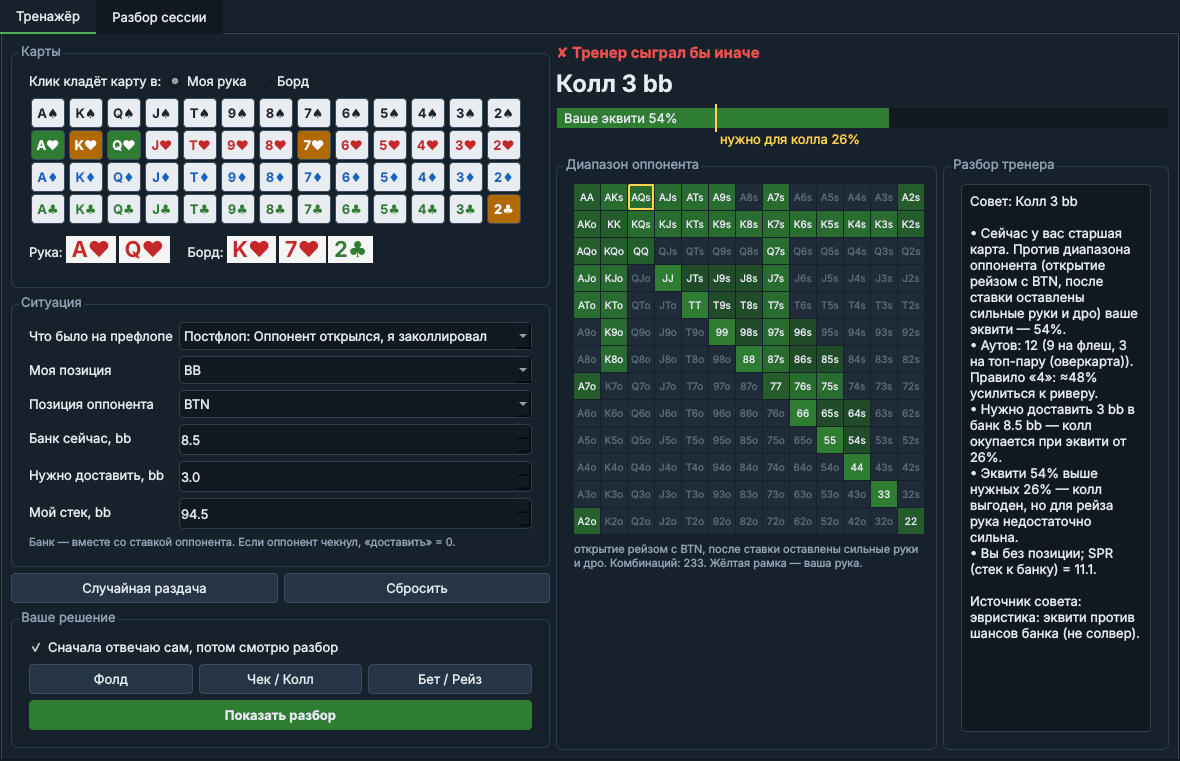 Тренажёр Разбор сессии
Карты
Клик кладёт карту в: Моя рука Борд
A♠ K♠ Q♠ J♠ T♠ 9♠ 8♠ 7♠ 6♠ 5♠ 4♠ 3♠ 2♠
A♥ K♥ Q♥ J♥ T♥ 9♥ 8♥ 7♥ 6♥ 5♥ 4♥ 3♥ 2♥
A♦ K♦ Q♦ J♦ T♦ 9♦ 8♦ 7♦ 6♦ 5♦ 4♦ 3♦ 2♦
A♣ K♣ Q♣ J♣ T♣ 9♣ 8♣ 7♣ 6♣ 5♣ 4♣ 3♣ 2♣
Рука: A♥ Q♥ Борд: K♥ 7♥ 2♣
Ситуация
Что было на префлопе Постфлоп: Оппонент открылся, я заколлировал
Моя позиция BB
Позиция оппонента BTN
Банк сейчас, bb 8.5
Нужно доставить, bb 3.0
Мой стек, bb 94.5
Банк — вместе со ставкой оппонента. Если оппонент чекнул, «доставить» = 0.
Случайная раздача Сбросить
Ваше решение
✓ Сначала отвечаю сам, потом смотрю разбор
Фолд Чек / Колл Бет / Рейз
Показать разбор
✘ Тренер сыграл бы иначе
Колл 3 bb
Ваше эквити 54%
нужно для колла 26%
Диапазон оппонента
AA AKs AQs AJs ATs A9s A8s A7s A6s A5s A4s A3s A2s
AKo KK KQs KJs KTs K9s K8s K7s K6s K5s K4s K3s K2s
AQo KQo QQ QJs QTs Q9s Q8s Q7s Q6s Q5s Q4s Q3s Q2s
AJo KJo QJo JJ JTs J9s J8s J7s J6s J5s J4s J3s J2s
ATo KTo QTo JTo TT T9s T8s T7s T6s T5s T4s T3s T2s
A9o K9o Q9o J9o T9o 99 98s 97s 96s 95s 94s 93s 92s
A8o K8o Q8o J8o T8o 98o 88 87s 86s 85s 84s 83s 82s
A7o K7o Q7o J7o T7o 97o 87o 77 76s 75s 74s 73s 72s
A6o K6o Q6o J6o T6o 96o 86o 76o 66 65s 64s 63s 62s
A5o K5o Q5o J5o T5o 95o 85o 75o 65o 55 54s 53s 52s
A4o K4o Q4o J4o T4o 94o 84o 74o 64o 54o 44 43s 42s
A3o K3o Q3o J3o T3o 93o 83o 73o 63o 53o 43o 33 32s
A2o K2o Q2o J2o T2o 92o 82o 72o 62o 52o 42o 32o 22
открытие рейзом с BTN, после ставки оставлены сильные руки
и дро. Комбинаций: 233. Жёлтая рамка — ваша рука.
Разбор тренера
Совет: Колл 3 bb
• Сейчас у вас старшая
карта. Против диапазона
оппонента (открытие
рейзом с BTN, после
ставки оставлены
сильные руки и дро) ваше
эквити — 54%.
• Аутов: 12 (9 на флеш, 3
на топ-пару (оверкарта)).
Правило «4»: ≈48%
усилиться к риверу.
• Нужно доставить 3 bb в
банк 8.5 bb — колл
окупается при эквити от
26%.
• Эквити 54% выше
нужных 26% — колл
выгоден, но для рейза
рука недостаточно
сильна.
• Вы без позиции; SPR
(стек к банку) = 11.1.
Источник совета:
эвристика: эквити против
шансов банка (не солвер).